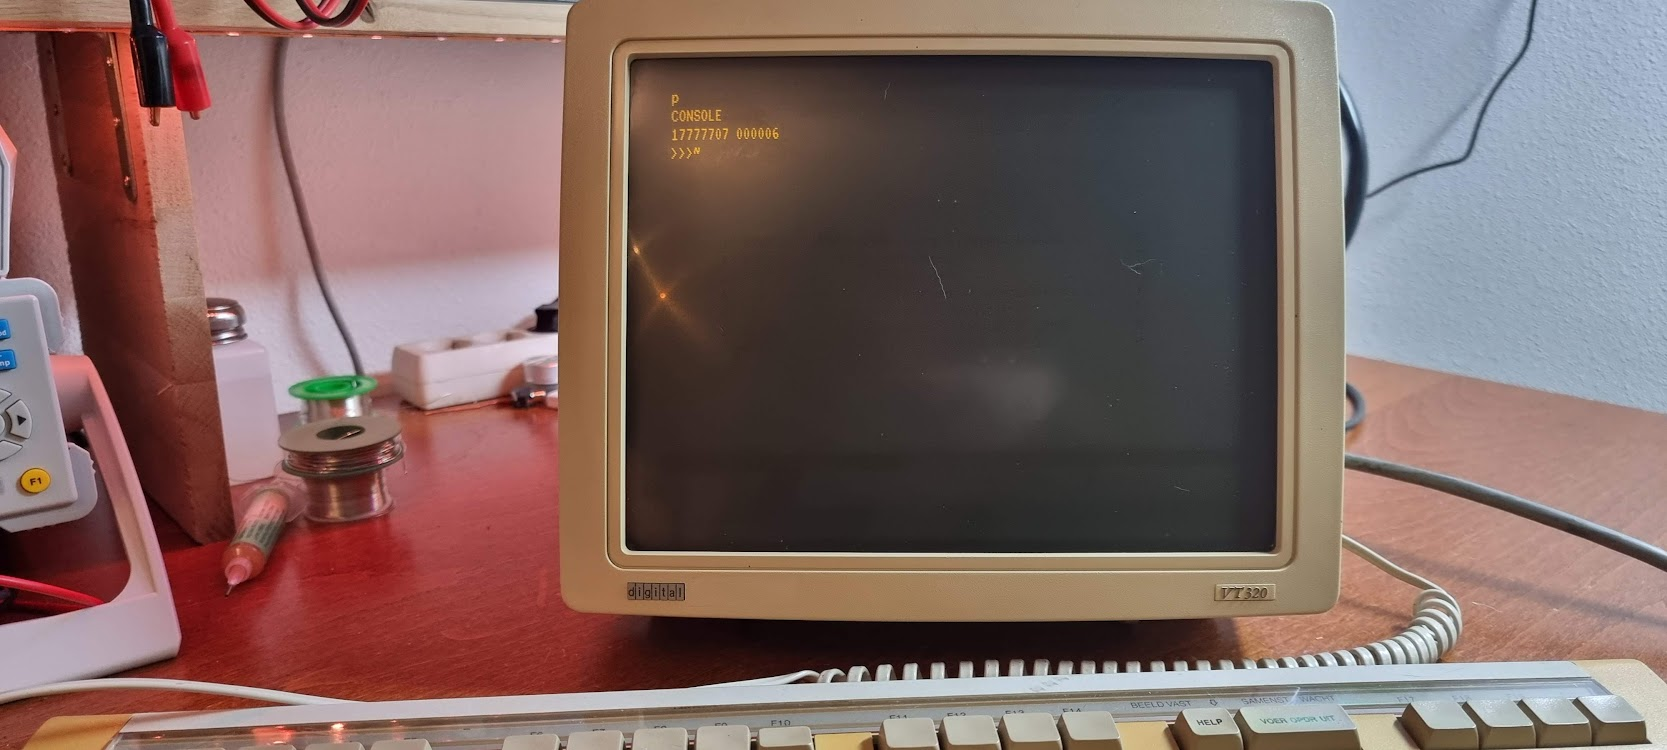 P
CONSOLE
17777707 000006
>>>
digital
VT320
F1
F10
F11
F12
F13
F14
BEELD VAST
SAMENST
WACHT
F17
HELP
VOER OPDR UIT